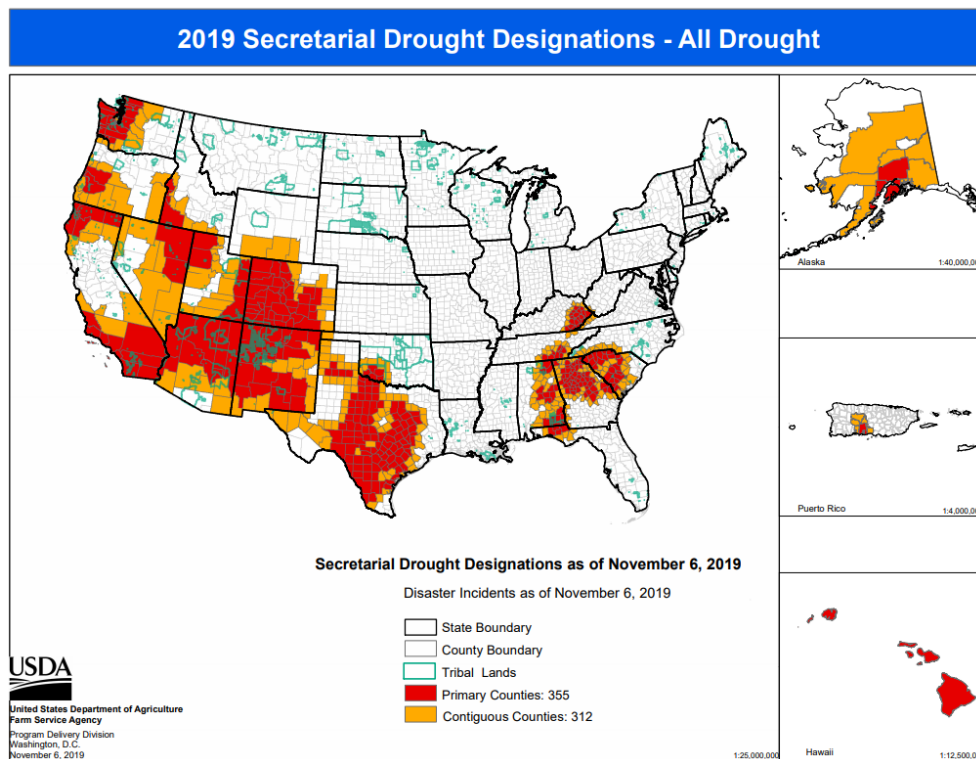 2019 Secretarial Drought Designations - All Drought
Alaska
1:40,000,00
Puerto Rico
1:4,000,00
Secretarial Drought Designations as of November 6, 2019
Disaster Incidents as of November 6, 2019
State Boundary
County Boundary
Tribal Lands
Primary Counties: 355
Contiguous Counties: 312
USDA
United States Department of Agriculture
Farm Service Agency
Program Delivery Division
Washington, D.C.
November 6, 2019
1:25,000,000
Hawaii
1:12,500,00